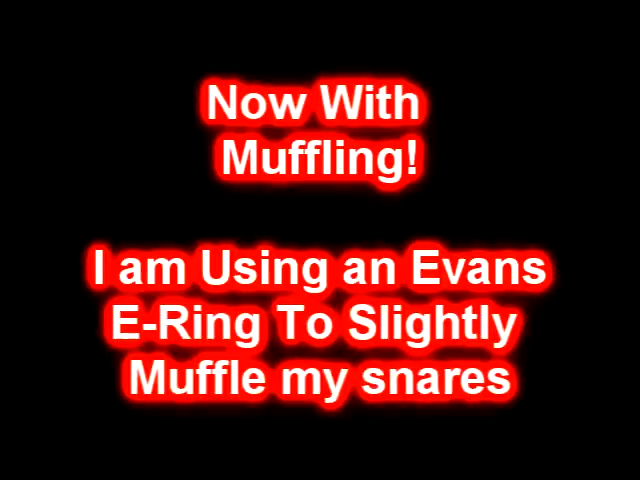 Now With
Muffling!
I am Using an Evans
E-Ring To Slightly
Muffle my snares